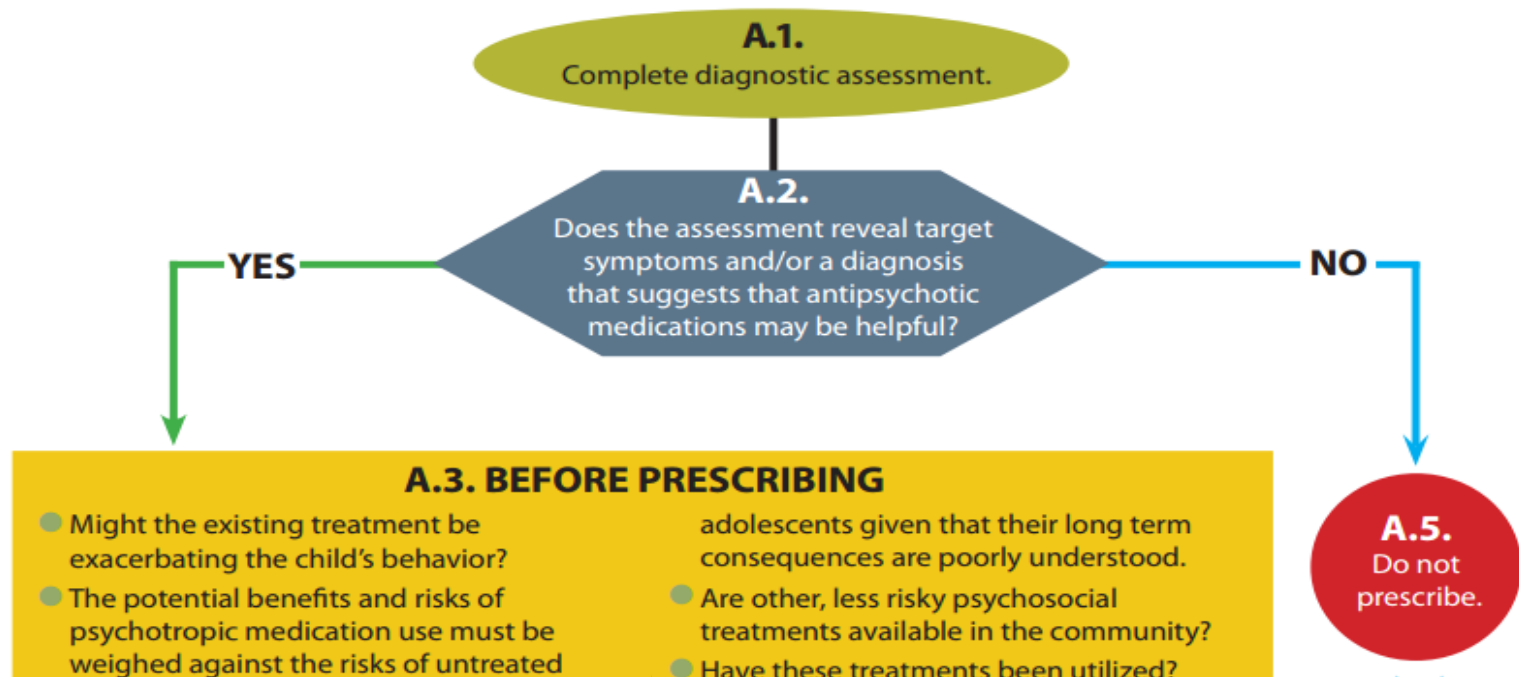 A.1.
Complete diagnostic assessment.
A.2.
Does the assessment reveal target
symptoms and/or a diagnosis
that suggests that antipsychotic
medications may be helpful?
YES
NO
A.3. BEFORE PRESCRIBING
Might the existing treatment be
exacerbating the child’s behavior?
The potential benefits and risks of
psychotropic medication use must be
weighed against the risks of untreated
adolescents given that their long term
consequences are poorly understood.
Are other, less risky psychosocial
treatments available in the community?
Have these treatments been utilized?
A.5.
Do not
prescribe.